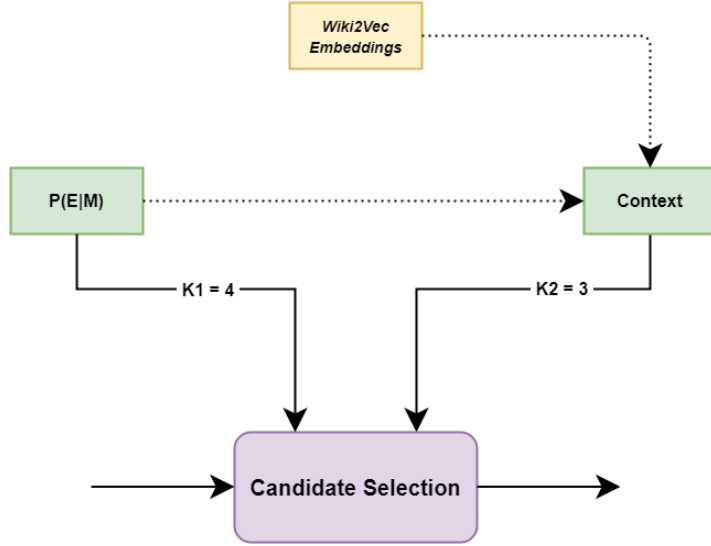 Wiki2Vec
Embeddings
P(E|M)
Context
K1 = 4
K2 = 3
Candidate Selection